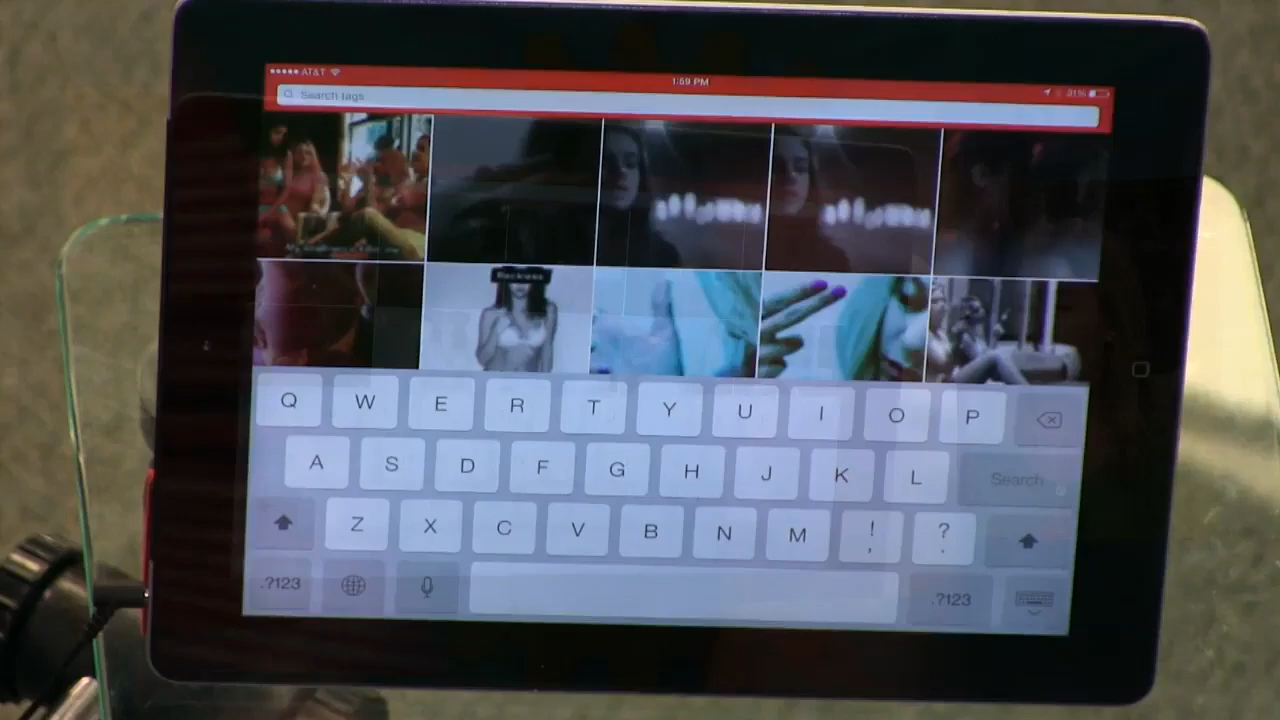 AT&T
1:59 PM
31%
Search tags
Reckless
Q W E R T Y U I O P
A S D F G H J K L Search
Z X C V B N M ! , ? .
.?123 .?123